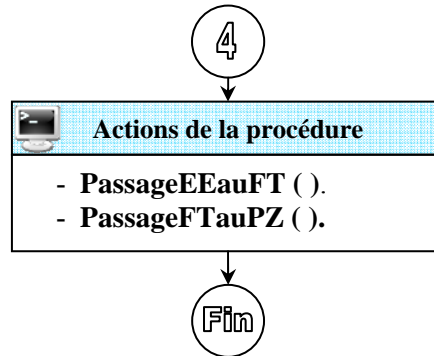 4
>_
Actions de la procédure
- PassageEEauFT ( ).
- PassageFTauPZ ( ).
Fin